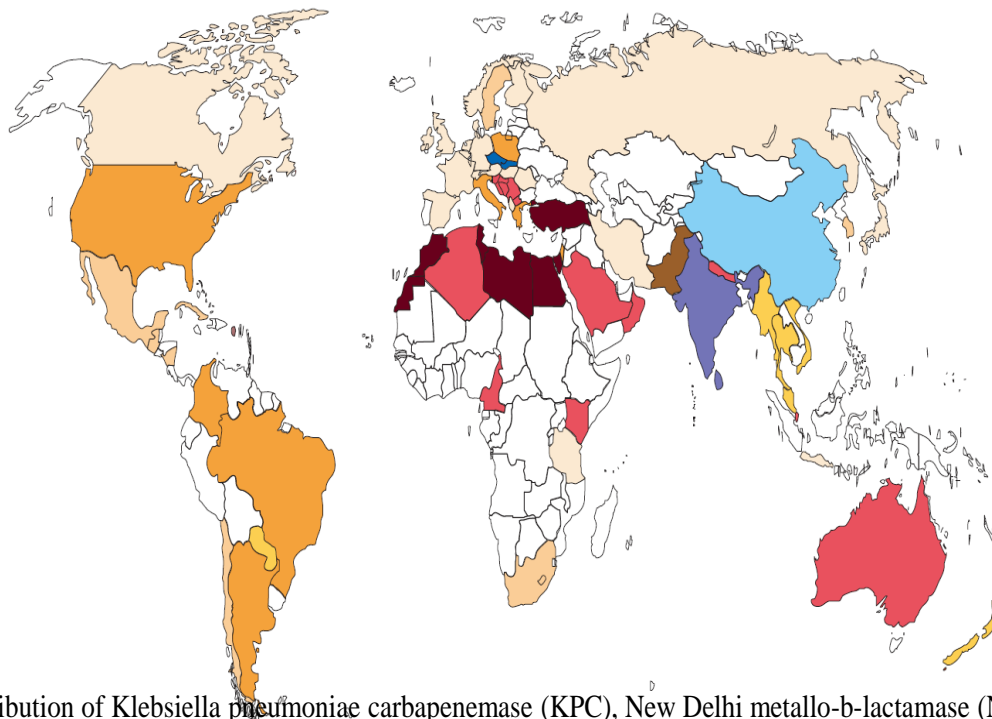 ibution of Klebsiella pneumoniae carbapenemase (KPC), New Delhi metallo-b-lactamase (N